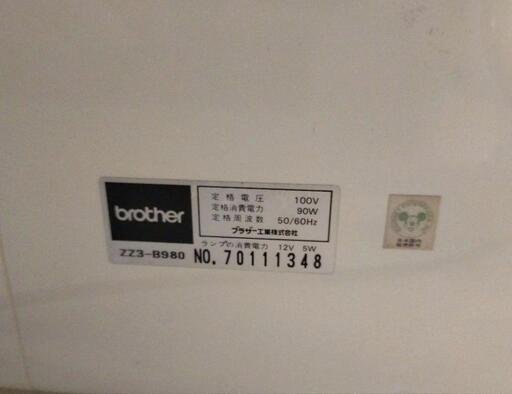 brother
定格電圧 100V
定格消費電力 90W
定格周波数 50/60Hz
ブラザー工業株式会社
ランプの消費電力 12V 5W
ZZ3-B980 NO.70111348